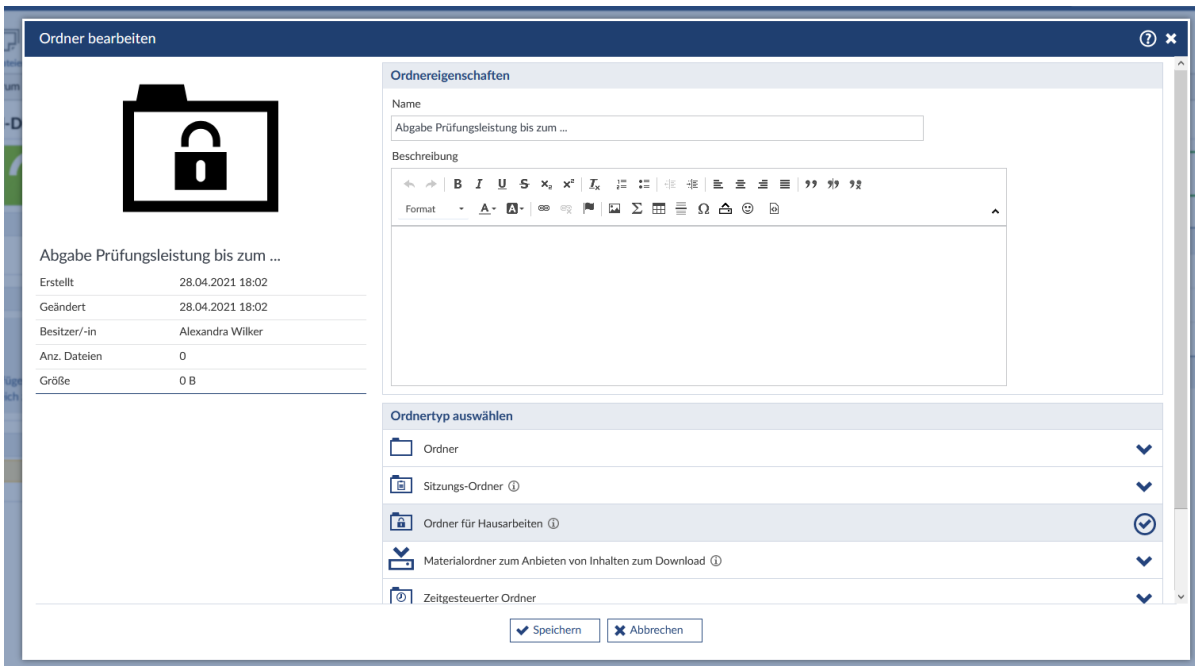 Ordner bearbeiten
Ordnereigenschaften
Name
Abgabe Prüfungsleistung bis zum ...
Beschreibung
Format
Abgabe Prüfungsleistung bis zum ...
Erstellt 28.04.2021 18:02
Geändert 28.04.2021 18:02
Besitzer/-in Alexandra Wilker
Anz. Dateien 0
Größe 0 B
Ordnertyp auswählen
Ordner
Sitzungs-Ordner
Ordner für Hausarbeiten
Materialordner zum Anbieten von Inhalten zum Download
Zeitgesteuerter Ordner
Speichern
Abbrechen